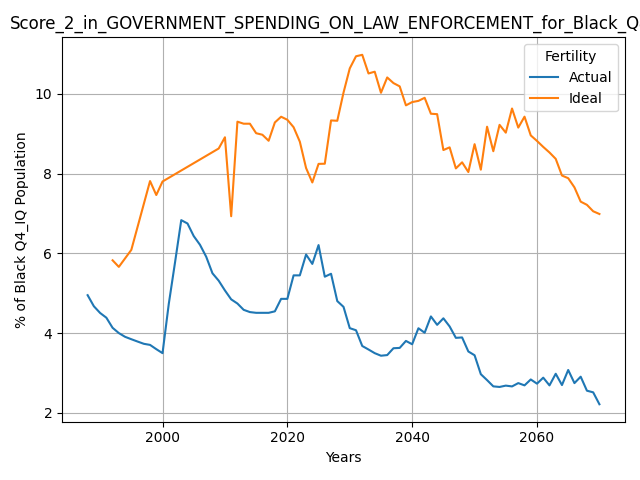 Score_2_in_GOVERNMENT_SPENDING_ON_LAW_ENFORCEMENT_for_Black_Q
Fertility
Actual
Ideal
% of Black Q4_IQ Population
10
8
6
4
2
2000
2020
2040
2060
Years